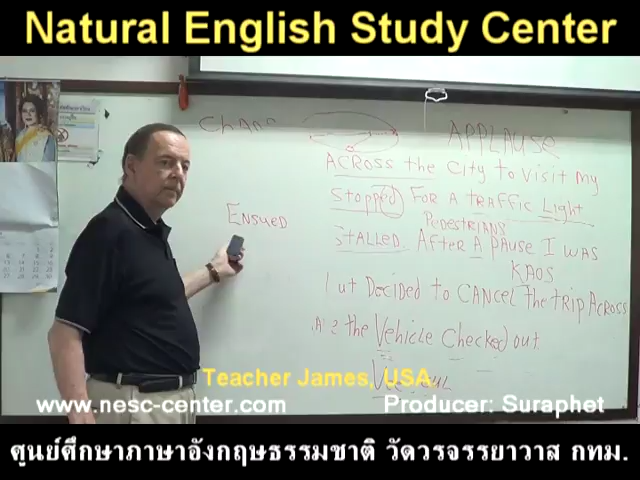 Natural English Study Center
APPLAUSE
ACROSS the City to Visit my
Stopped FOR A tRAFFIC Light
PEDESTRIANS
ENSUED
STALLED AFTER A PAUSE I WAS
KAOS
Decided to CANCEL the tRIP ACROSS
the Vehicle Checked out
Teacher James, USA
www.nesc-center.com
Producer: Suraphet
ศูนย์ศึกษาภาษาอังกฤษธรรมชาติ วัดวรจรรยาวาส กทม.